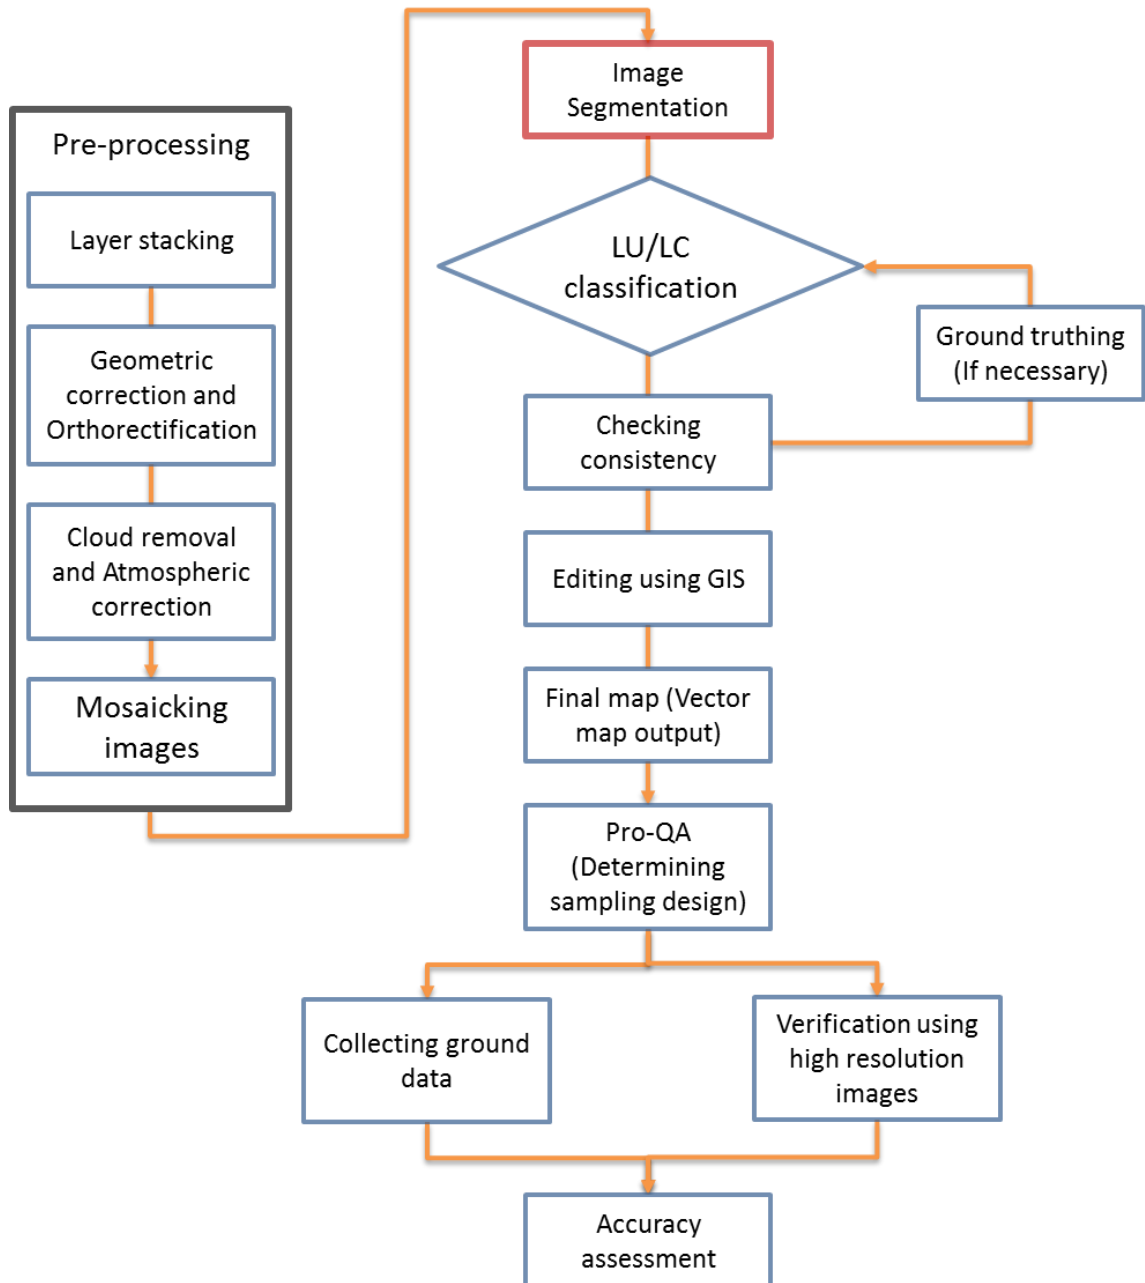 Pre-processing
Layer stacking
Geometric
correction and
Orthorectification
Cloud removal
and Atmospheric
correction
Mosaicking
images
Image
Segmentation
LU/LC
classification
Ground truthing
(If necessary)
Checking
consistency
Editing using GIS
Final map (Vector
map output)
Pro-QA
(Determining
sampling design)
Collecting ground
data
Verification using
high resolution
images
Accuracy
assessment